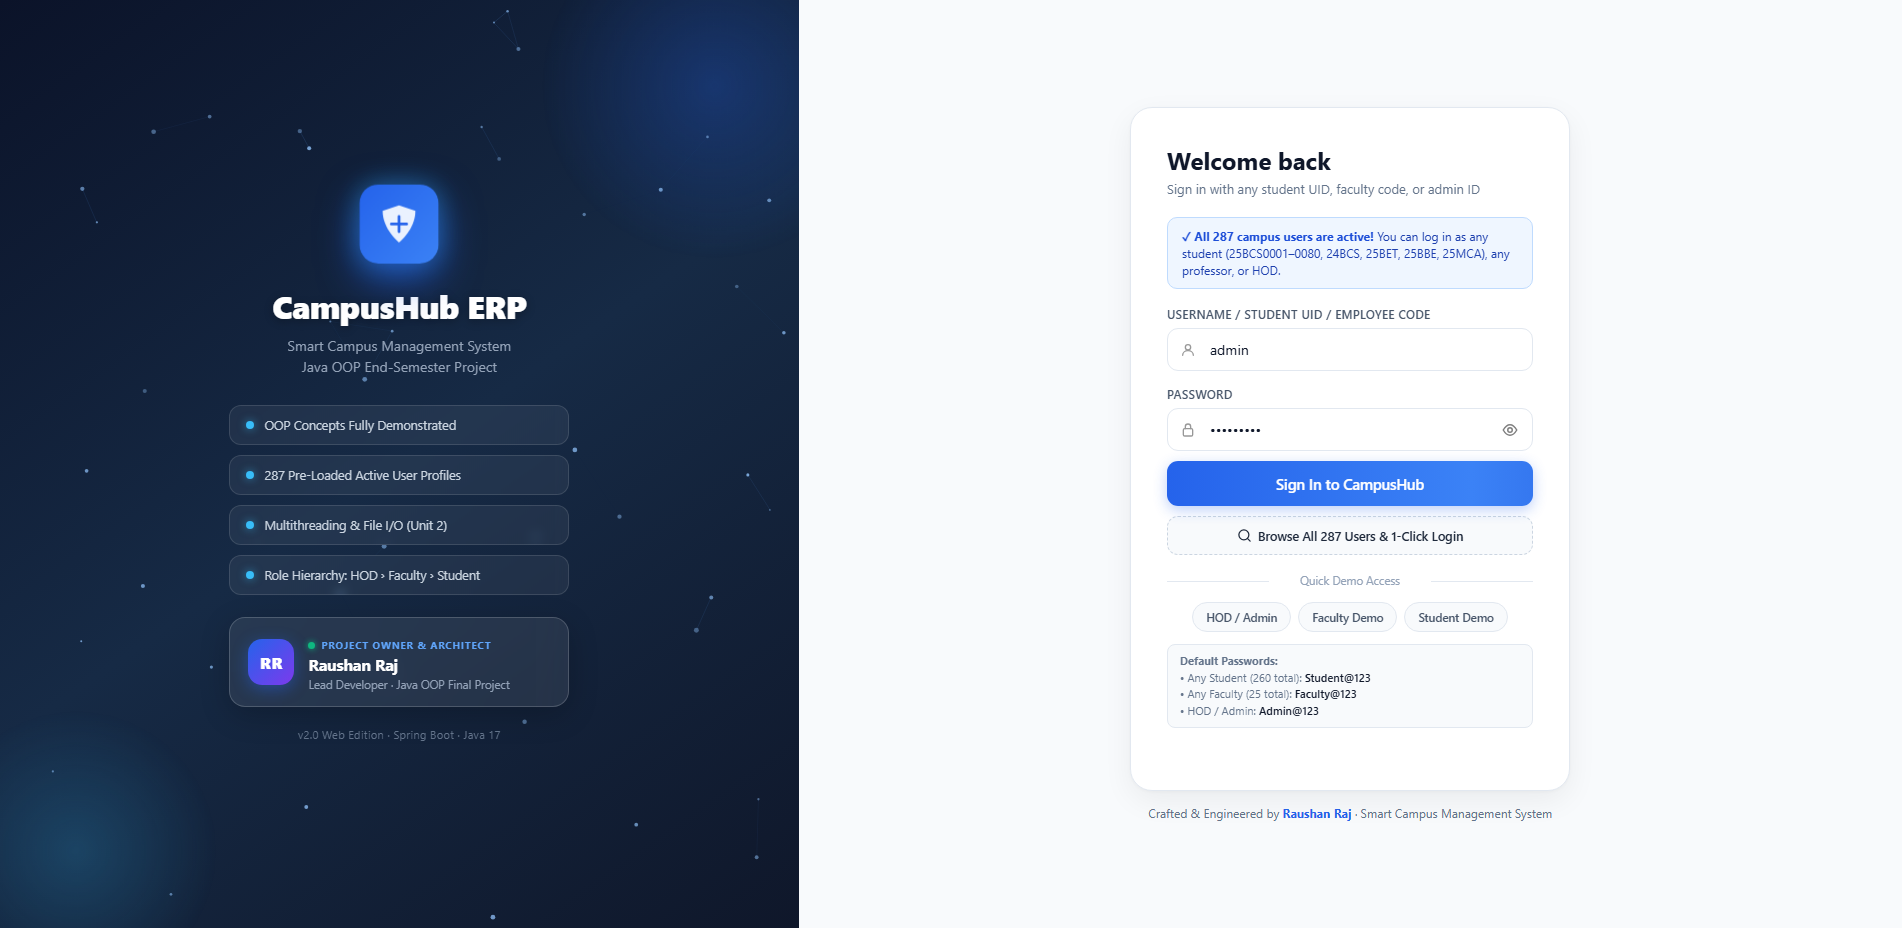 CampusHub ERP
Smart Campus Management System
Java OOP End-Semester Project
OOP Concepts Fully Demonstrated
287 Pre-Loaded Active User Profiles
Multithreading & File I/O (Unit 2)
Role Hierarchy: HOD › Faculty › Student
RR
PROJECT OWNER & ARCHITECT
Raushan Raj
Lead Developer · Java OOP Final Project
v2.0 Web Edition · Spring Boot · Java 17
Welcome back
Sign in with any student UID, faculty code, or admin ID
✓ All 287 campus users are active! You can log in as any
student (25BCS0001–0080, 24BCS, 25BET, 25BBE, 25MCA), any
professor, or HOD.
USERNAME / STUDENT UID / EMPLOYEE CODE
admin
PASSWORD
•••••••••
Sign In to CampusHub
Browse All 287 Users & 1-Click Login
Quick Demo Access
HOD / Admin
Faculty Demo
Student Demo
Default Passwords:
• Any Student (260 total): Student@123
• Any Faculty (25 total): Faculty@123
• HOD / Admin: Admin@123
Crafted & Engineered by Raushan Raj · Smart Campus Management System